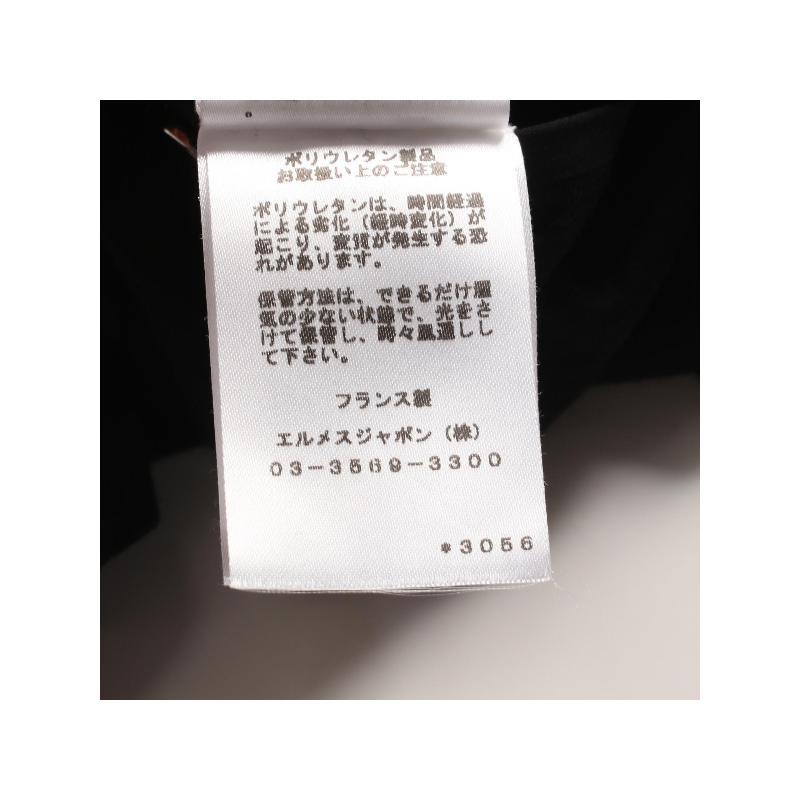 ポリウレタン製品
お取扱い上のご注意
ポリウレタンは、時間経過
による劣化（経時変化）が
起こり、変質が発生する恐
れがあります。
保管方法は、できるだけ湿
気の少ない状態で、光をさ
けて保管し、時々風通しし
て下さい。
フランス製
エルメスジャポン（株）
03-3569-3300
*3056